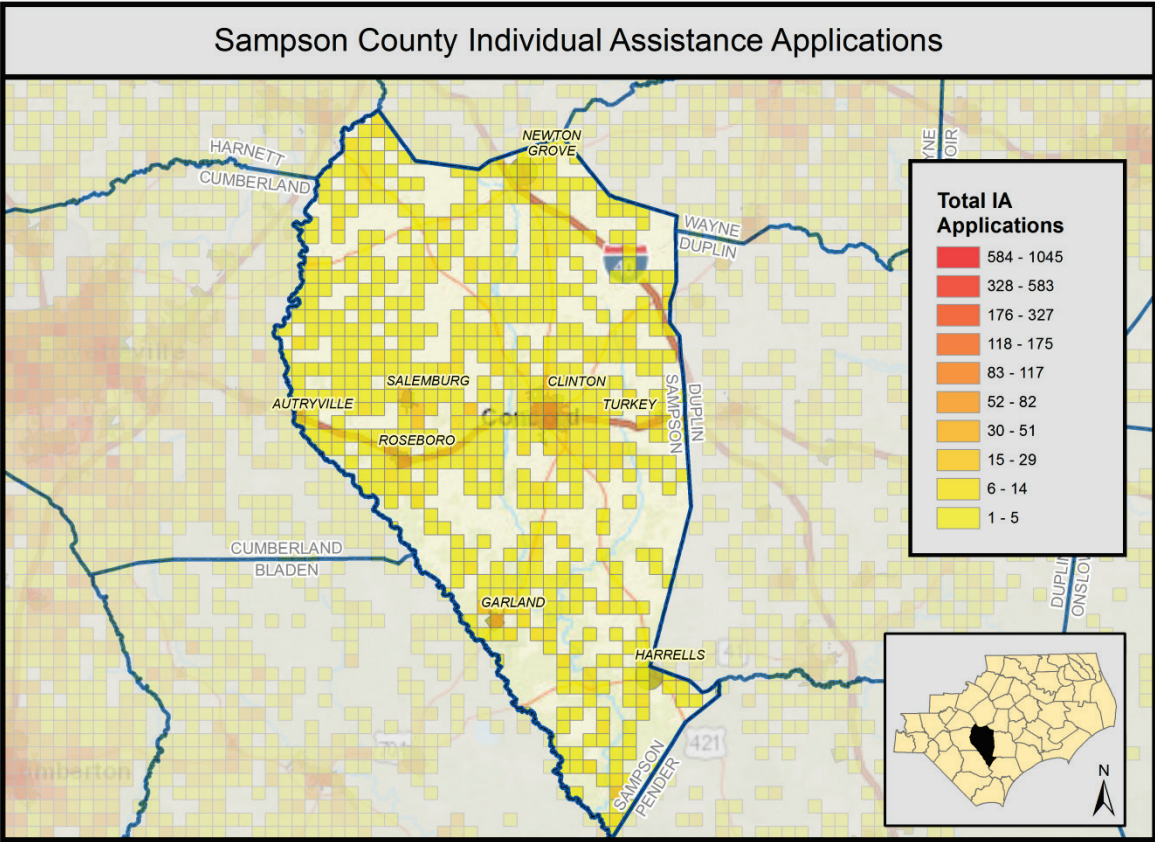 Sampson County Individual Assistance Applications
NEWTON
GROVE
HARNETT
CUMBERLAND
WAYNE
DUPLIN
SALEMBURG
CLINTON
AUTRYVILLE
TURKEY
ROSEBORO
SAMPSON
DUPLIN
CUMBERLAND
BLADEN
GARLAND
HARRELLS
421
SAMPSON
PENDER
DUPLIN
ONSLOW
Total IA
Applications
584 - 1045
328 - 583
176 - 327
118 - 175
83 - 117
52 - 82
30 - 51
15 - 29
6 - 14
1 - 5
N